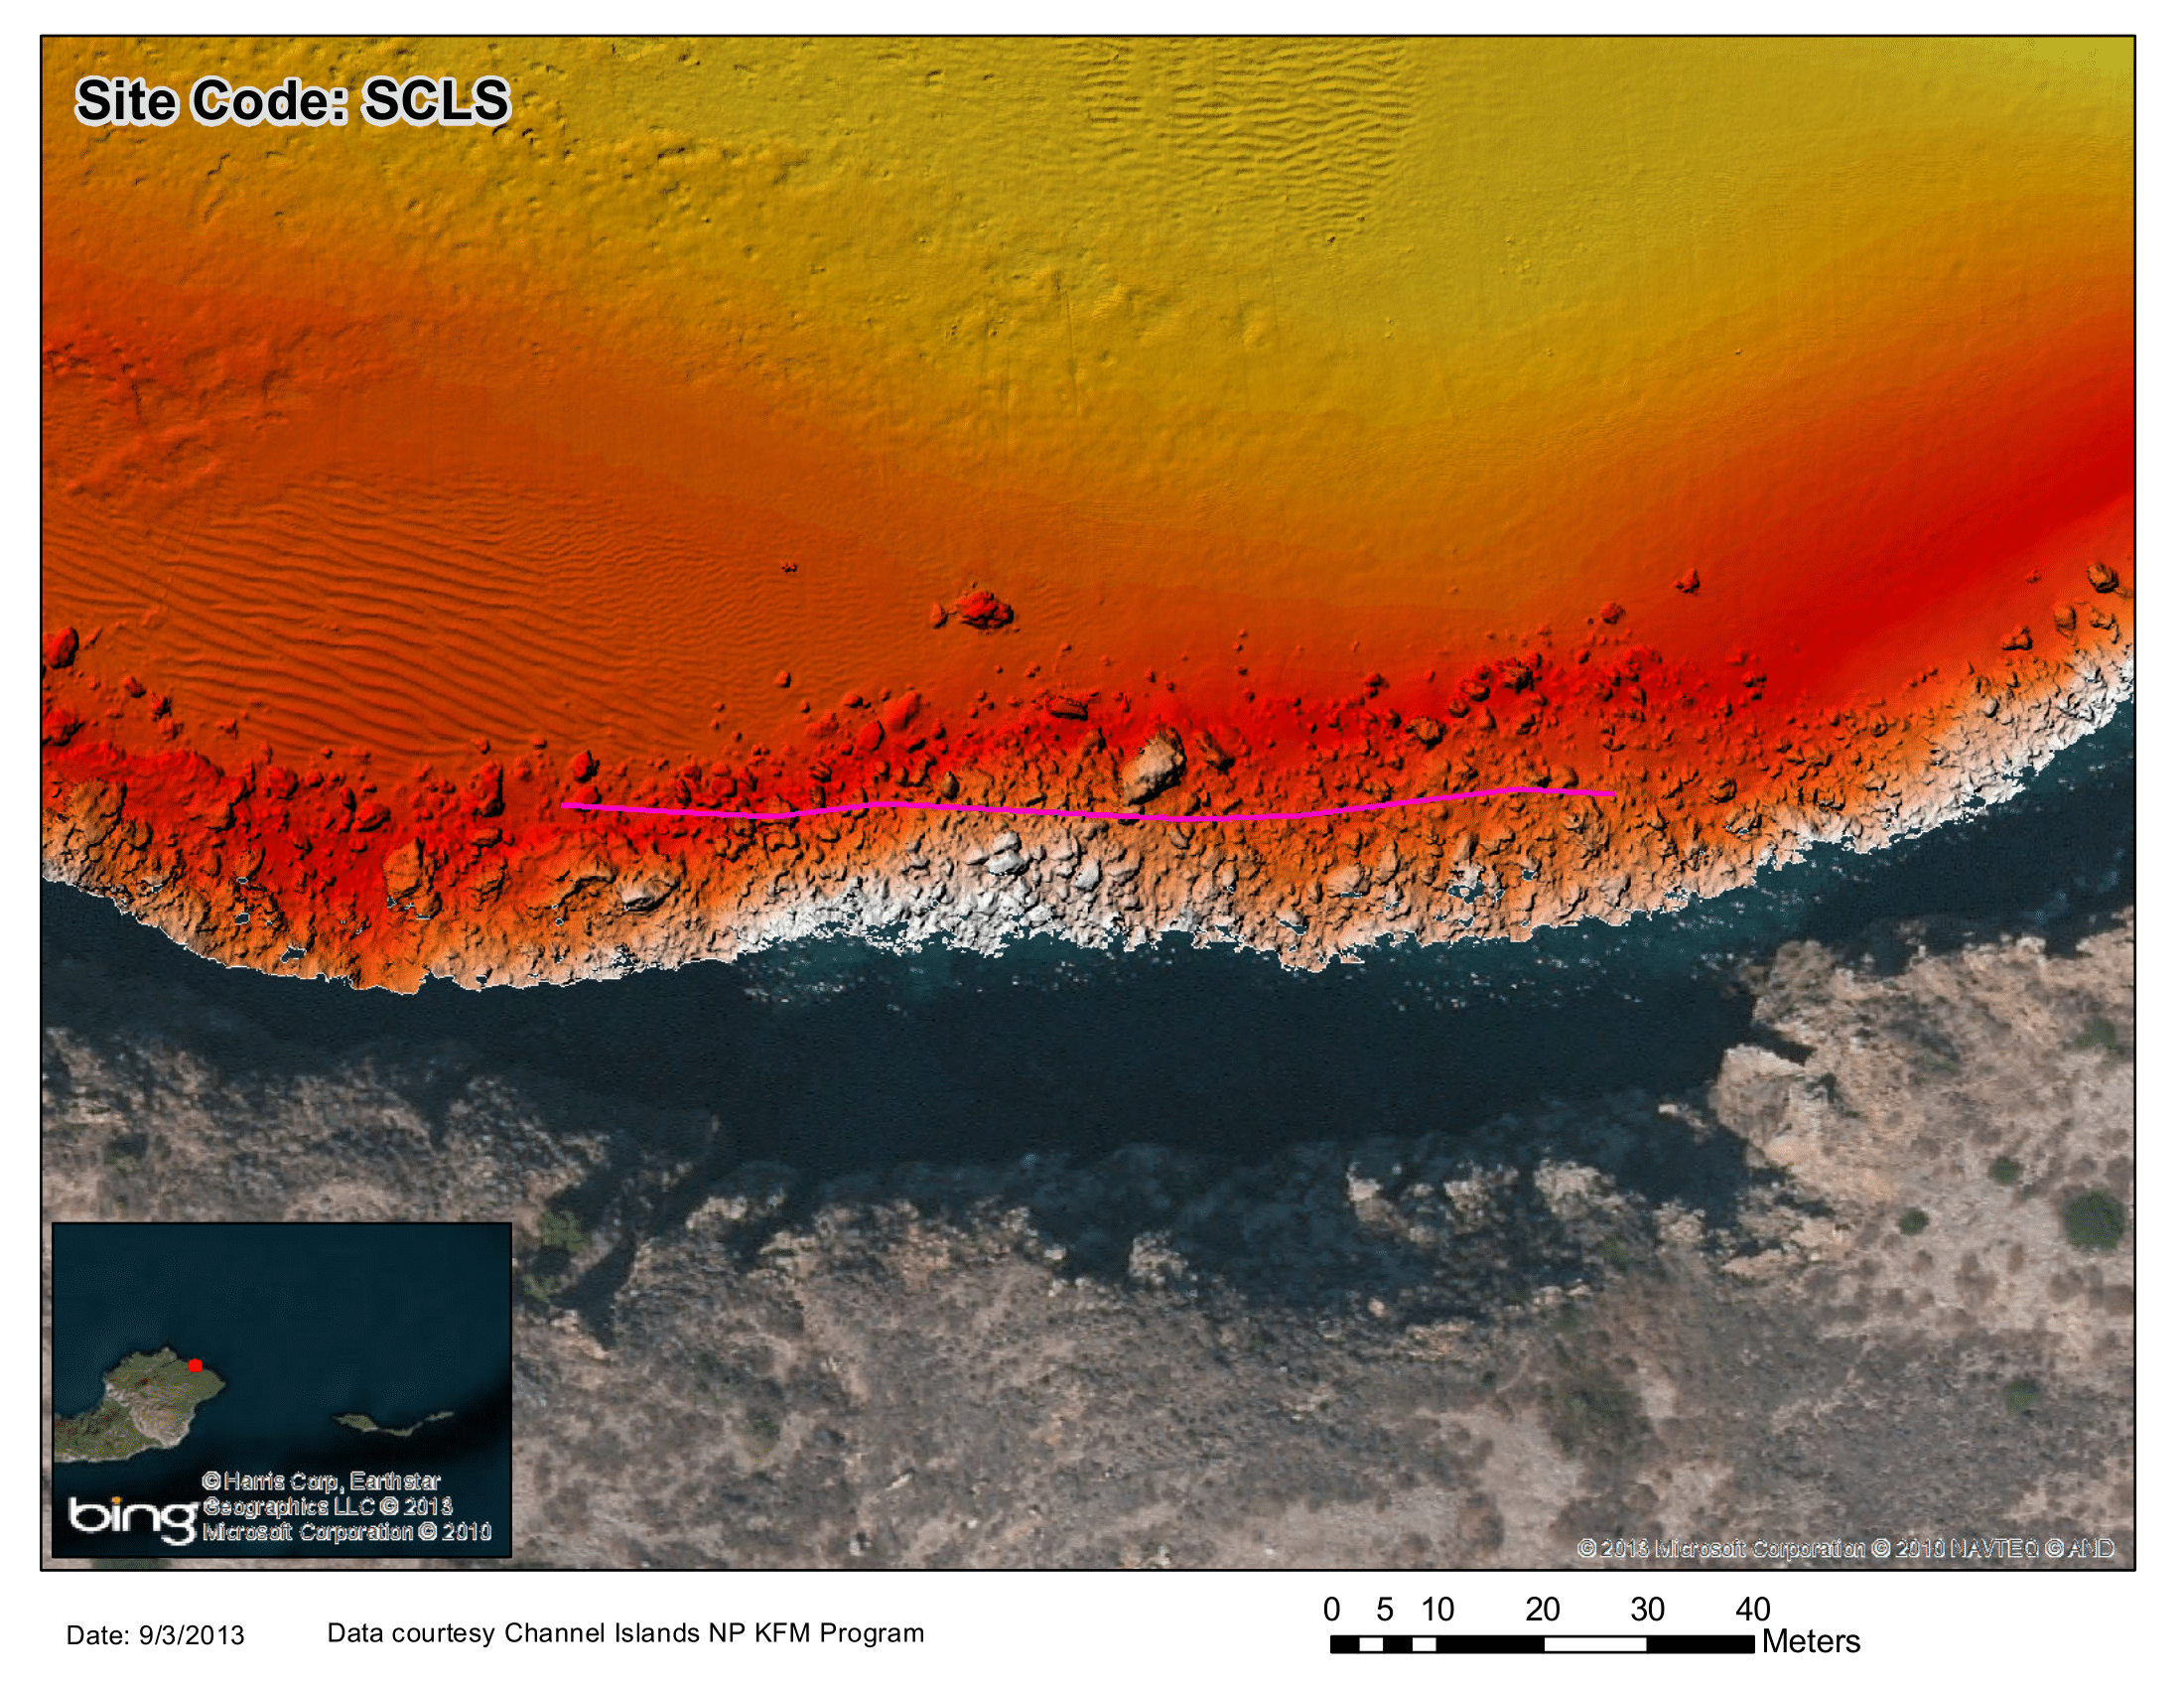 Site Code: SCLS
© Harris Corp, Earthstar
Geographics LLC © 2013
Microsoft Corporation © 2010
bing
© 2013 Microsoft Corporation © 2010 NAVTEQ © AND
0 5 10 20 30 40
Meters
Date: 9/3/2013
Data courtesy Channel Islands NP KFM Program